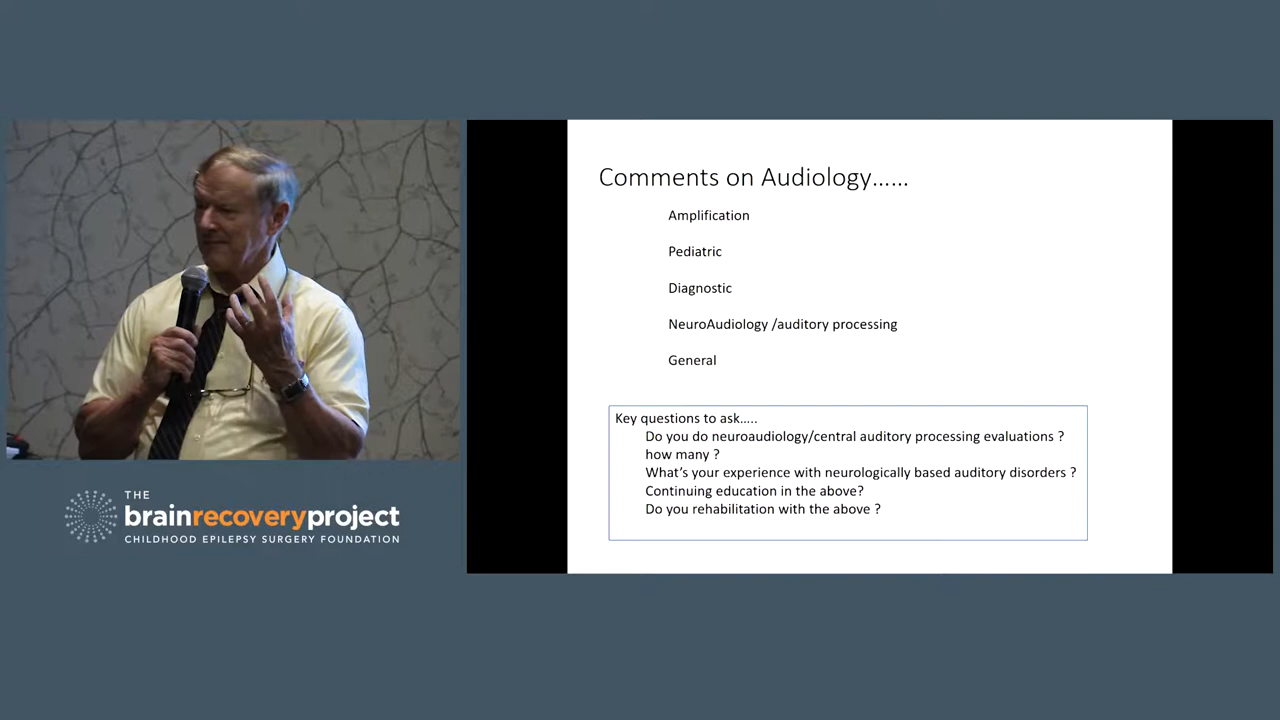 Comments on Audiology......
Amplification
Pediatric
Diagnostic
NeuroAudiology /auditory processing
General
Key questions to ask.....
Do you do neuroaudiology/central auditory processing evaluations ?
how many ?
What's your experience with neurologically based auditory disorders ?
Continuing education in the above?
Do you rehabilitation with the above ?
THE
brainrecoveryproject
CHILDHOOD EPILEPSY SURGERY FOUNDATION